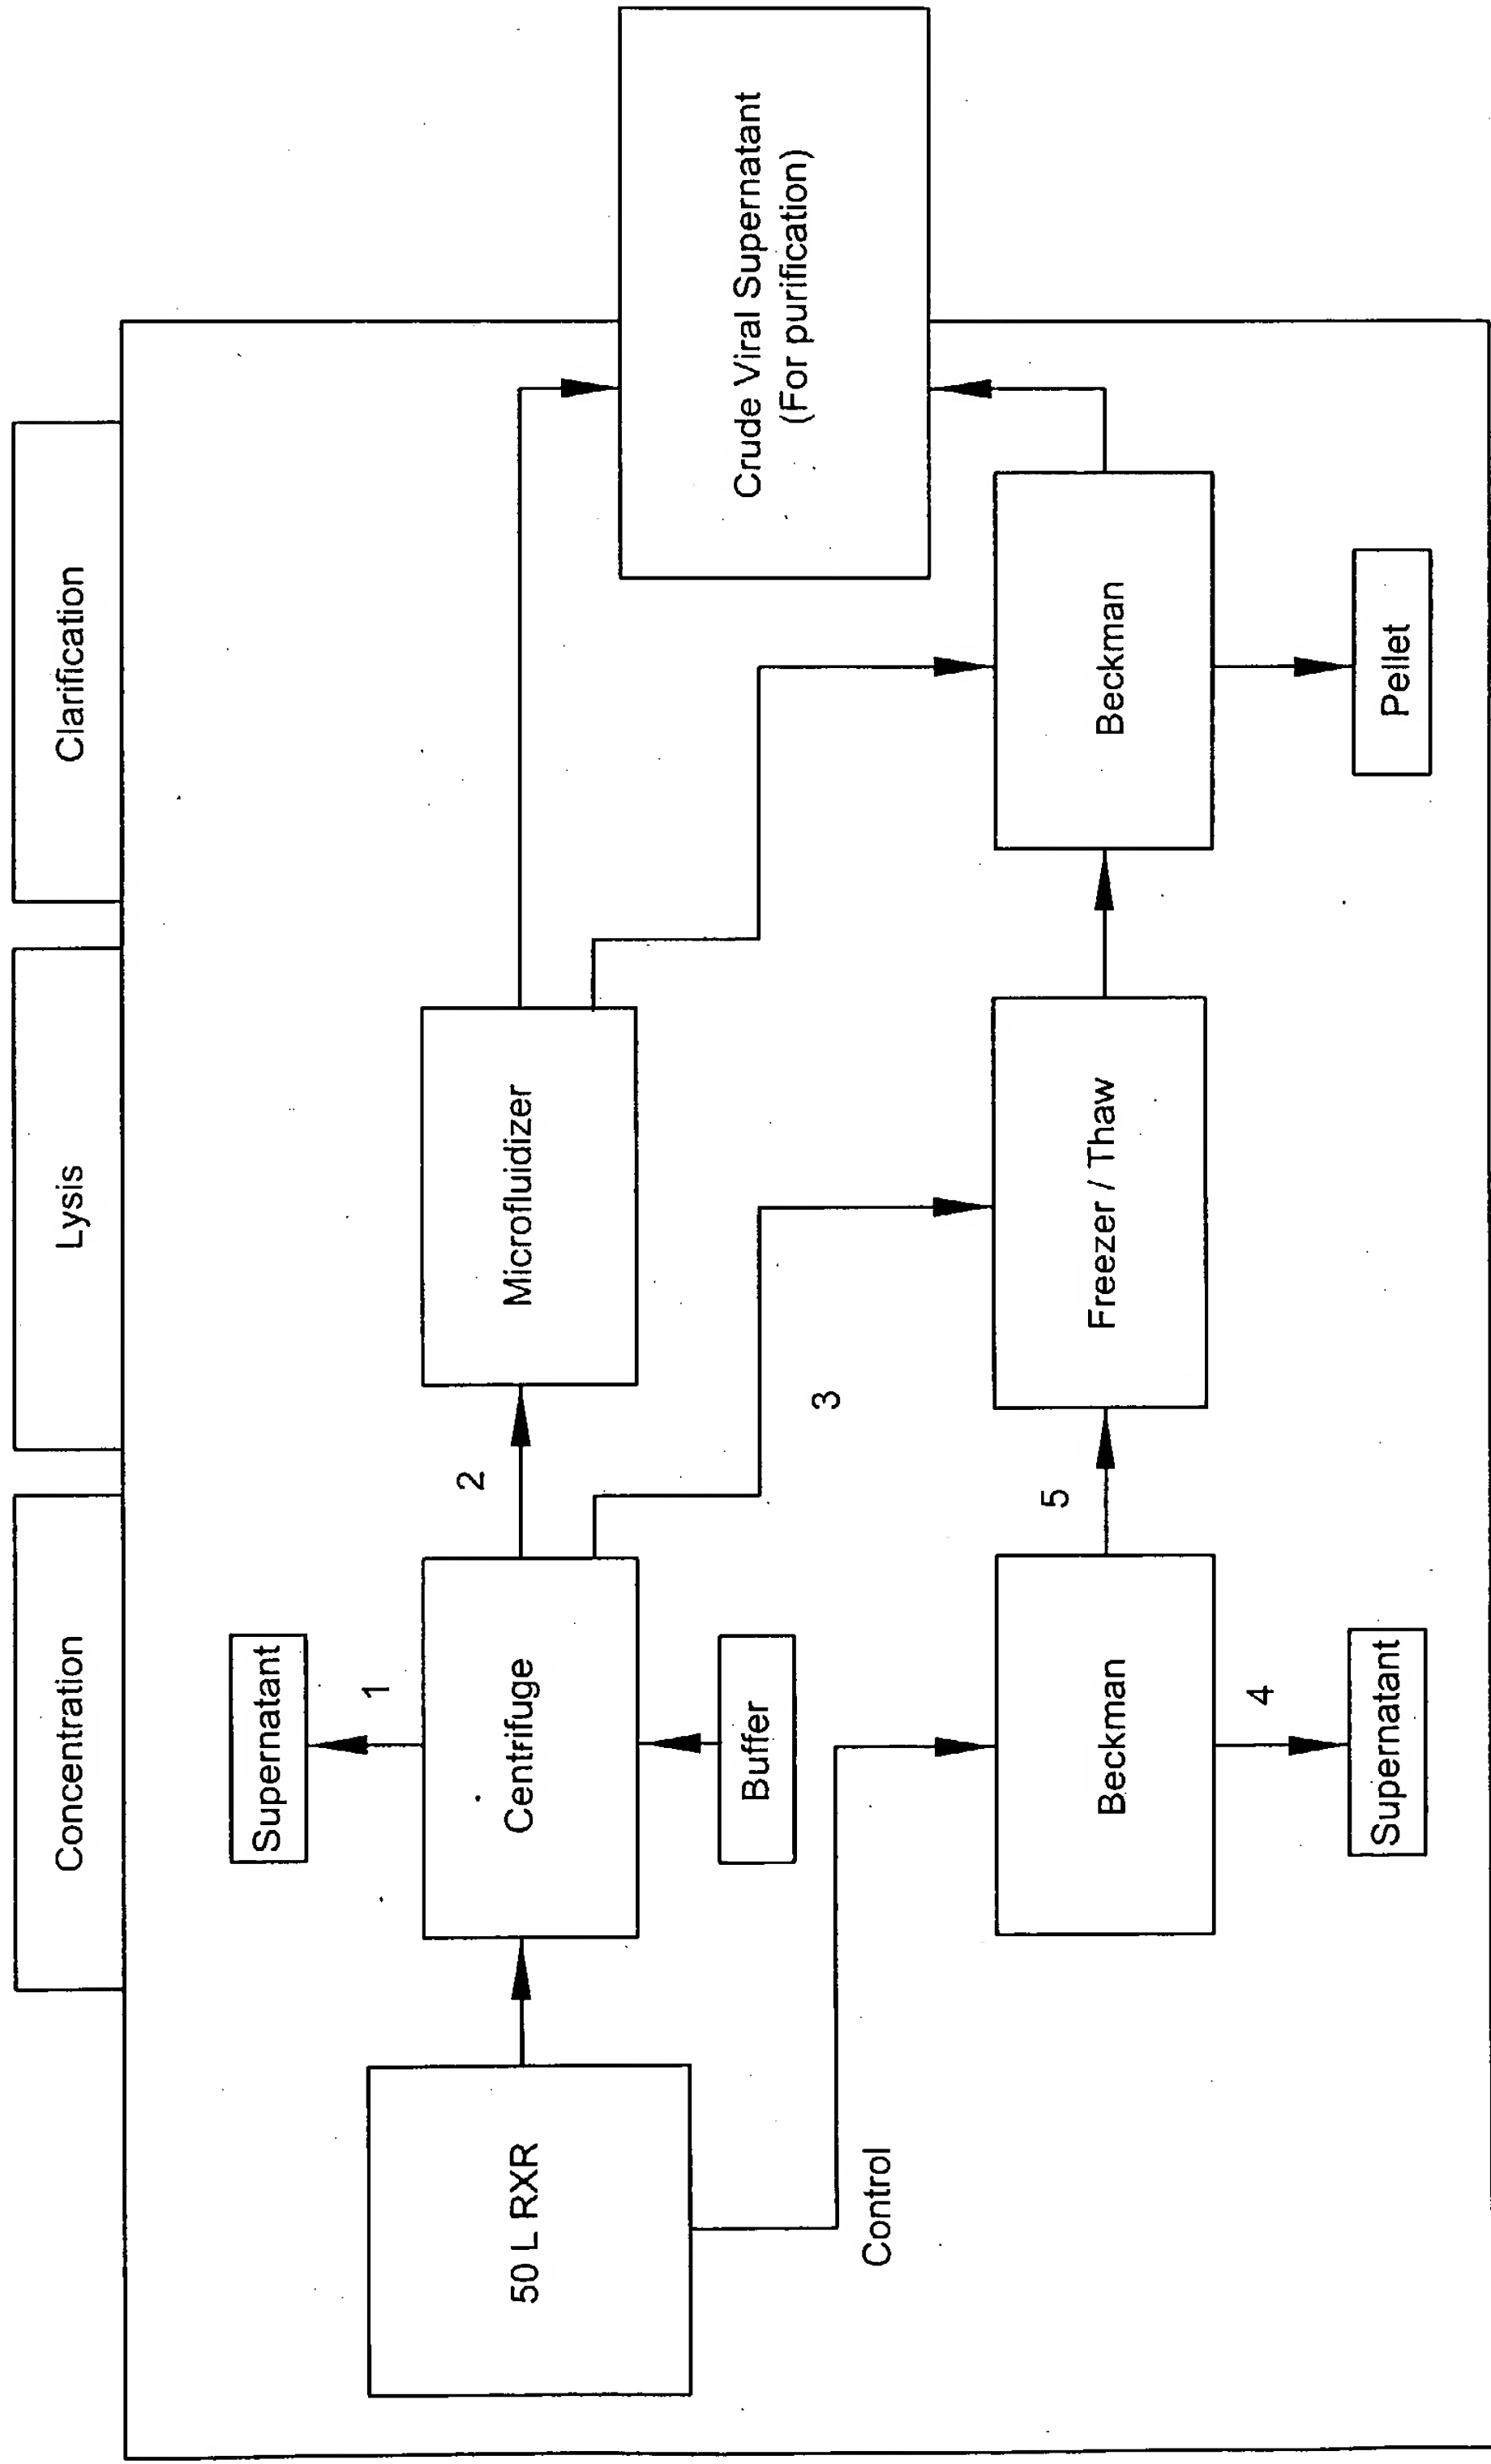 Concentration
Lysis
Clarification
Supernatant
1
50 L RXR
Centrifuge
2
Microfluidizer
Buffer
3
Crude Viral Supernatant
(For purification)
Control
Beckman
5
Freezer / Thaw
Beckman
4
Supernatant
Pellet